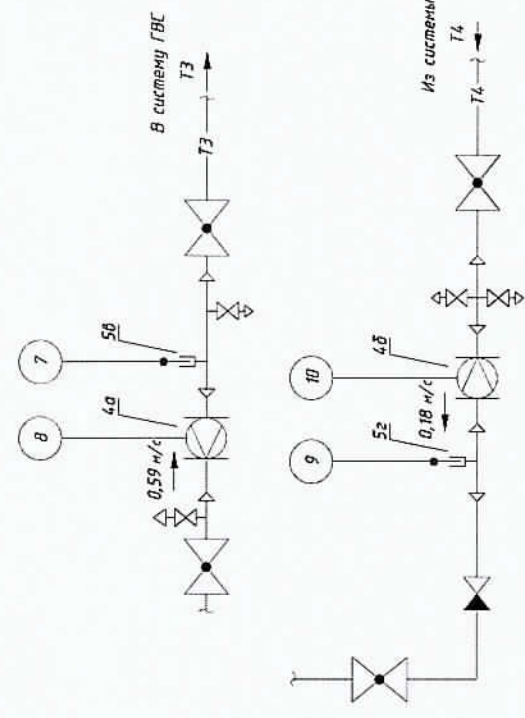 В систему ГВС
Т3
Т3
7
5в
8
4а
0,59 м/с
Из системы
Т4
Т4
10
4б
0,18 м/с
9
5г